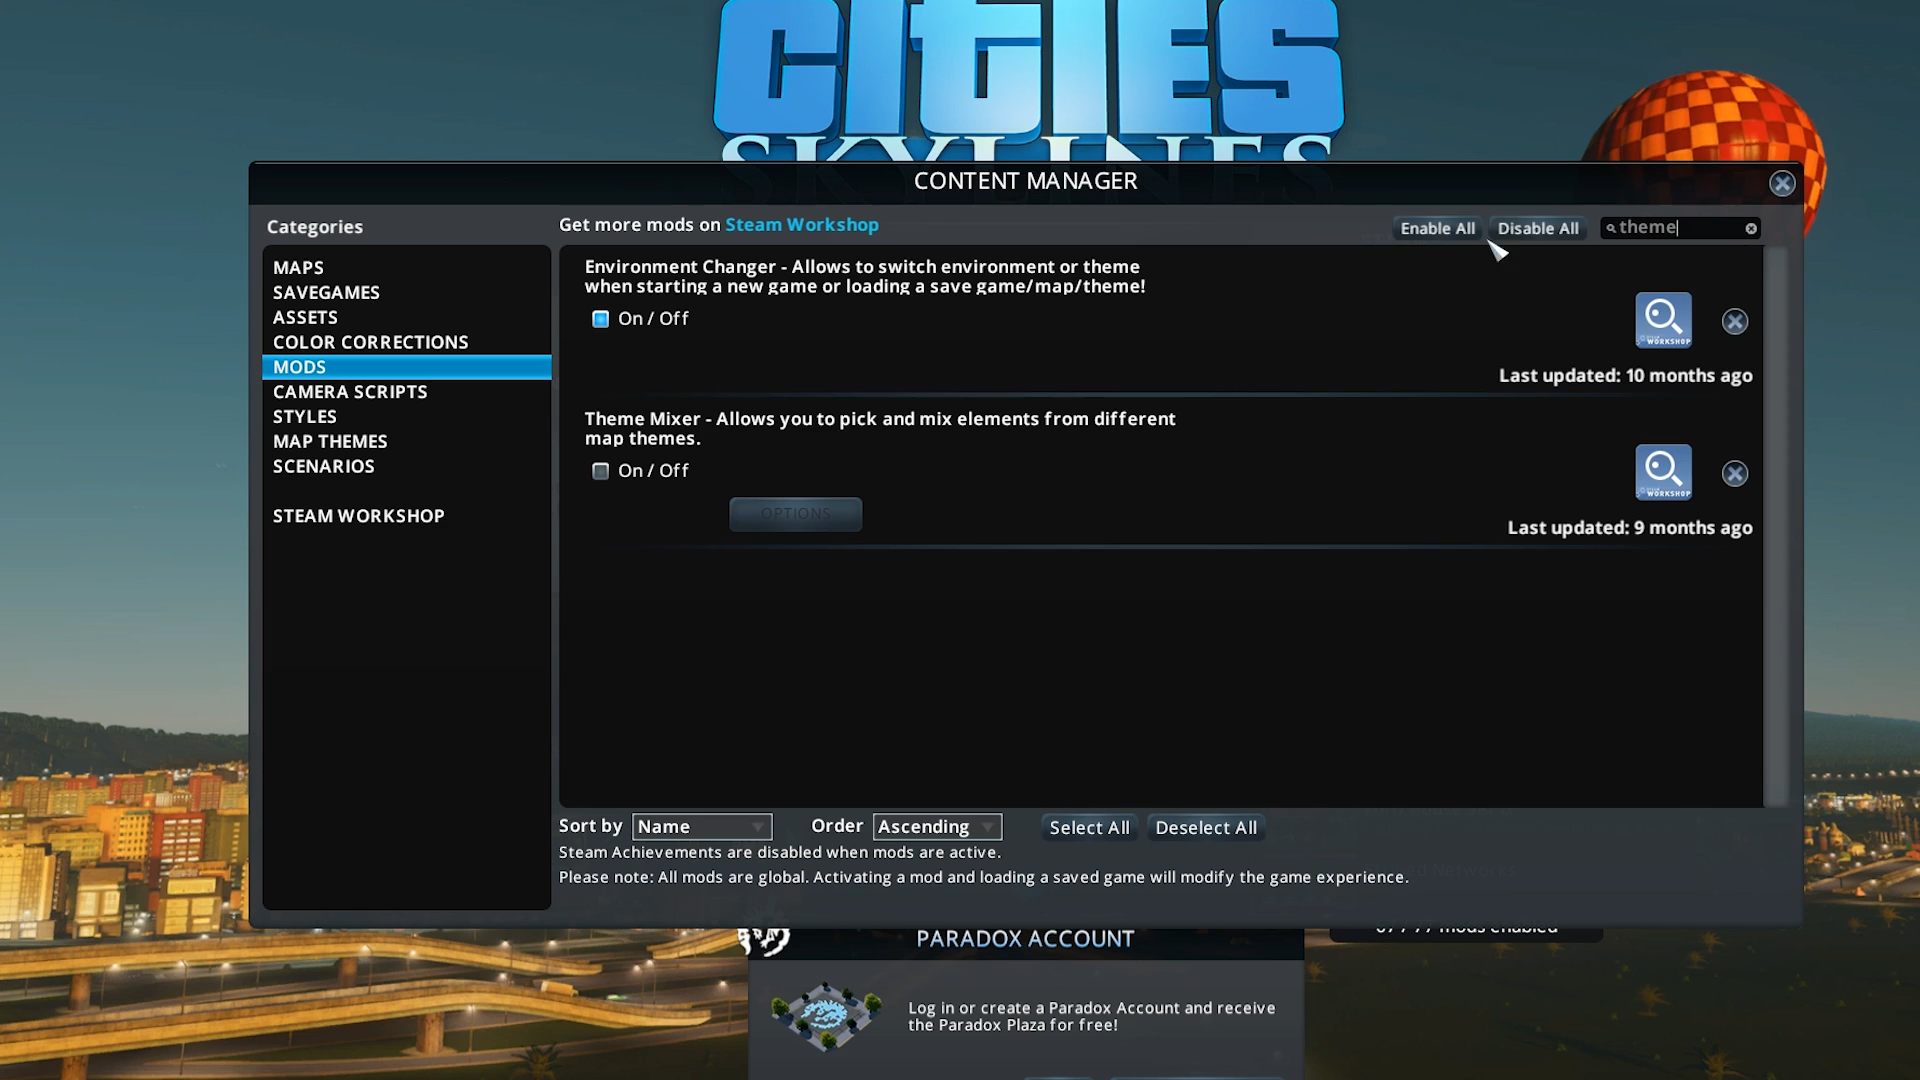 CITIES
SKYLINES
CONTENT MANAGER
Categories
Get more mods on Steam Workshop
Enable All
Disable All
theme
MAPS
SAVEGAMES
ASSETS
COLOR CORRECTIONS
MODS
CAMERA SCRIPTS
STYLES
MAP THEMES
SCENARIOS
STEAM WORKSHOP
Environment Changer - Allows to switch environment or theme
when starting a new game or loading a save game/map/theme!
On / Off
WORKSHOP
Last updated: 10 months ago
Theme Mixer - Allows you to pick and mix elements from different
map themes.
On / Off
WORKSHOP
OPTIONS
Last updated: 9 months ago
Sort by Name Order Ascending Select All Deselect All
Steam Achievements are disabled when mods are active.
Please note: All mods are global. Activating a mod and loading a saved game will modify the game experience.
mods enabled
PARADOX ACCOUNT
Log in or create a Paradox Account and receive
the Paradox Plaza for free!